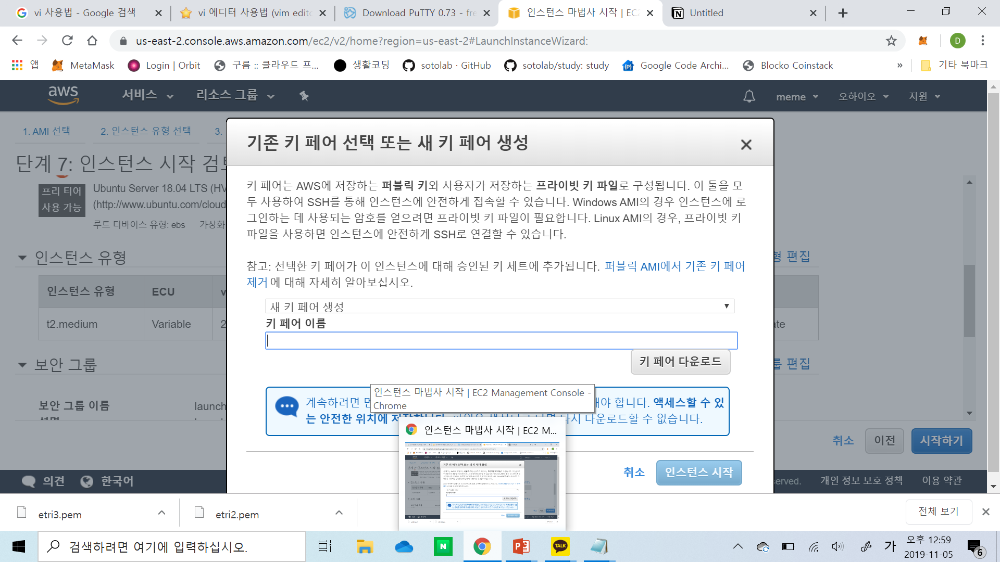 vi 사용법 - Google 검색
vi 에디터 사용법 (vim edito
Download PuTTY 0.73 - fre
인스턴스 마법사 시작 | EC2
Untitled
us-east-2.console.aws.amazon.com/ec2/v2/home?region=us-east-2#LaunchInstanceWizard:
D
앱
MetaMask
Login | Orbit
구름 :: 클라우드 프...
생활코딩
sotolab · GitHub
sotolab/study: study
Google Code Archi...
Blocko Coinstack
»
기타 북마크
aws
서비스
리소스 그룹
meme
오하이오
지원
1. AMI 선택
2. 인스턴스 유형 선택
3.
단계 7: 인스턴스 시작 검토
프리 티어
사용 가능
Ubuntu Server 18.04 LTS (HV
(http://www.ubuntu.com/cloud
루트 디바이스 유형: ebs
가상화
인스턴스 유형
형 편집
인스턴스 유형
ECU
v
t2.medium
Variable
2
ate
보안 그룹
룹 편집
보안 그룹 이름
launch
설명
기존 키 페어 선택 또는 새 키 페어 생성
키 페어는 AWS에 저장하는 퍼블릭 키와 사용자가 저장하는 프라이빗 키 파일로 구성됩니다. 이 둘을 모
두 사용하여 SSH를 통해 인스턴스에 안전하게 접속할 수 있습니다. Windows AMI의 경우 인스턴스에 로
그인하는 데 사용되는 암호를 얻으려면 프라이빗 키 파일이 필요합니다. Linux AMI의 경우, 프라이빗 키
파일을 사용하면 인스턴스에 안전하게 SSH로 연결할 수 있습니다.
참고: 선택한 키 페어가 이 인스턴스에 대해 승인된 키 세트에 추가됩니다. 퍼블릭 AMI에서 기존 키 페어
제거 에 대해 자세히 알아보십시오.
새 키 페어 생성
키 페어 이름
키 페어 다운로드
계속하려면 먼
해야 합니다. 액세스할 수 있
는 안전한 위치에 저장합니다. 파일은 생성되고 나면 다시 다운로드할 수 없습니다.
인스턴스 마법사 시작 | EC2 Management Console -
Chrome
인스턴스 마법사 시작 | EC2 M...
취소
인스턴스 시작
취소
이전
시작하기
의견
한국어
served.
개인 정보 보호 정책
이용 약관
etri3.pem
etri2.pem
전체 보기
검색하려면 여기에 입력하십시오.
N
TALK
가
오후 12:59
2019-11-05
6